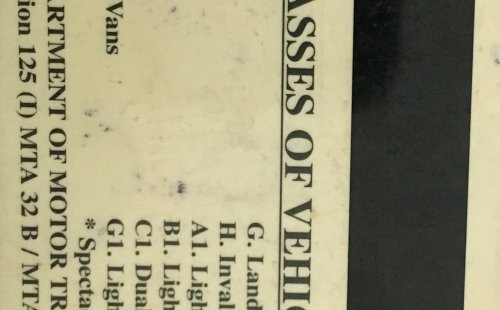 ASSES OF VEHIC
G. Land
H. Inval
A1. Ligh
B1. Ligh
C1. Dual
Vans
G1. Ligh
* Specta
ARTMENT OF MOTOR TR
ion 125 (I) MTA 32 B / MTA